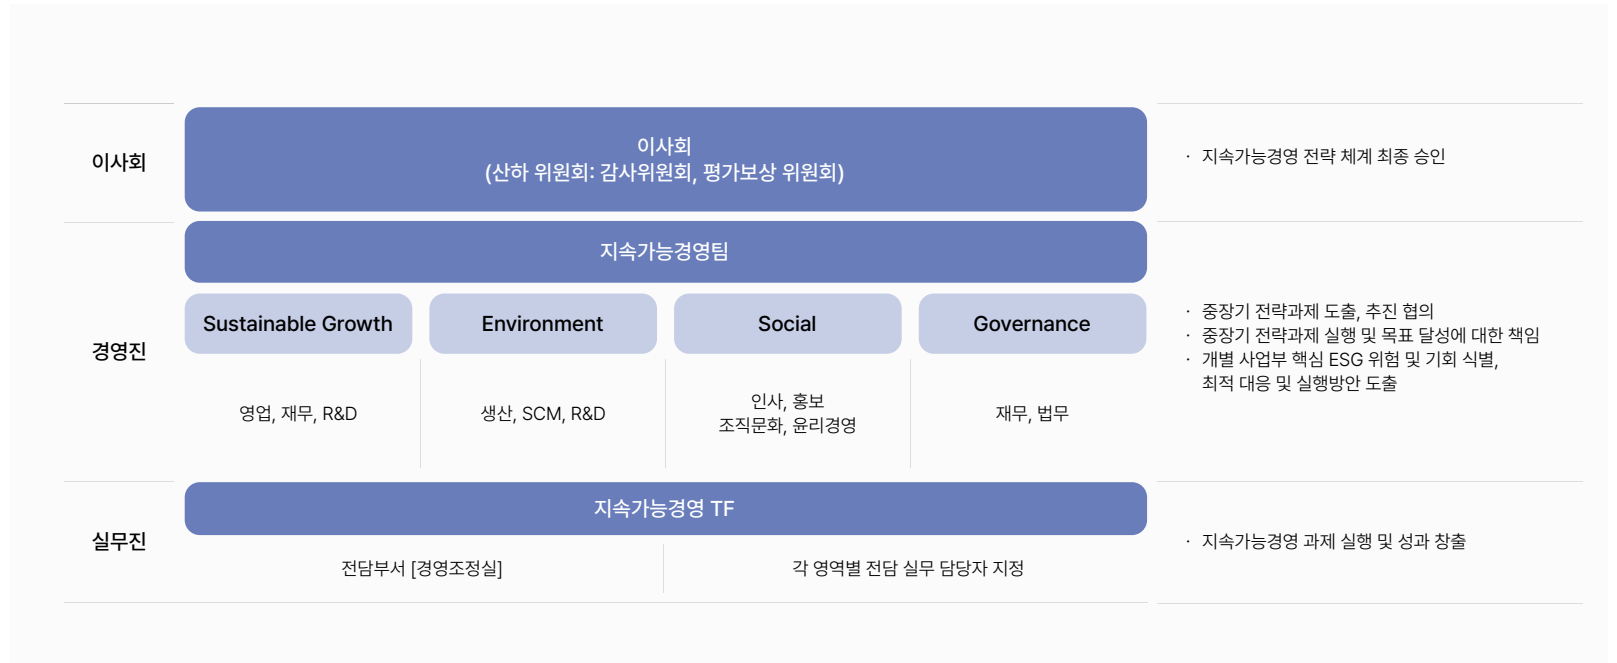 이사회
이사회
(산하 위원회: 감사위원회, 평가보상 위원회)
· 지속가능경영 전략 체계 최종 승인
경영진
지속가능경영팀
Sustainable Growth
Environment
Social
Governance
영업, 재무, R&D
생산, SCM, R&D
인사, 홍보
조직문화, 윤리경영
재무, 법무
· 중장기 전략과제 도출, 추진 협의
· 중장기 전략과제 실행 및 목표 달성에 대한 책임
· 개별 사업부 핵심 ESG 위험 및 기회 식별,
최적 대응 및 실행방안 도출
실무진
지속가능경영 TF
전담부서 [경영조정실]
각 영역별 전담 실무 담당자 지정
· 지속가능경영 과제 실행 및 성과 창출